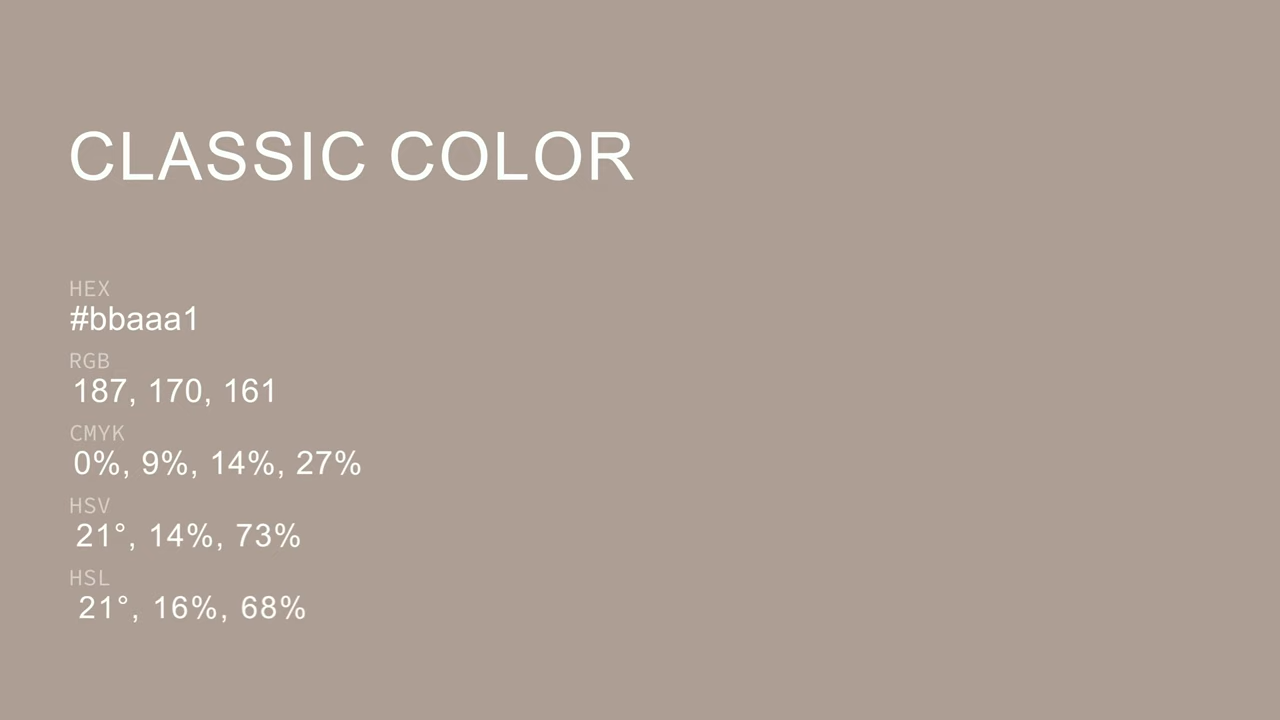 CLASSIC COLOR
HEX
#bbaaa1
RGB
187, 170, 161
CMYK
0%, 9%, 14%, 27%
HSV
21°, 14%, 73%
HSL
21°, 16%, 68%